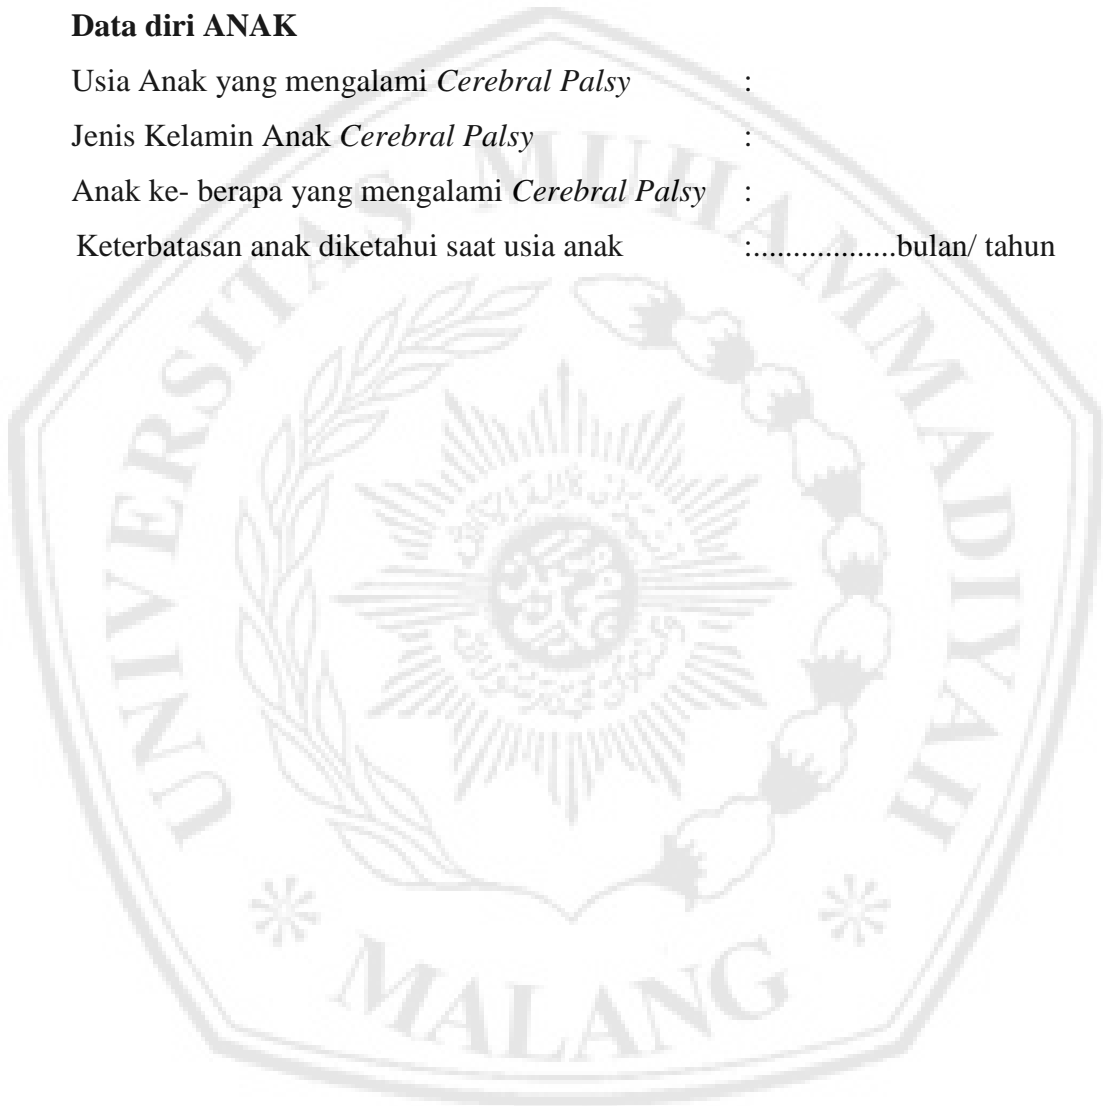 Data diri ANAK
Usia Anak yang mengalami Cerebral Palsy :
Jenis Kelamin Anak Cerebral Palsy :
Anak ke- berapa yang mengalami Cerebral Palsy :
Keterbatasan anak diketahui saat usia anak :..................bulan/ tahun
UNIVERSITAS MUHAMMADIYAH
MALANG